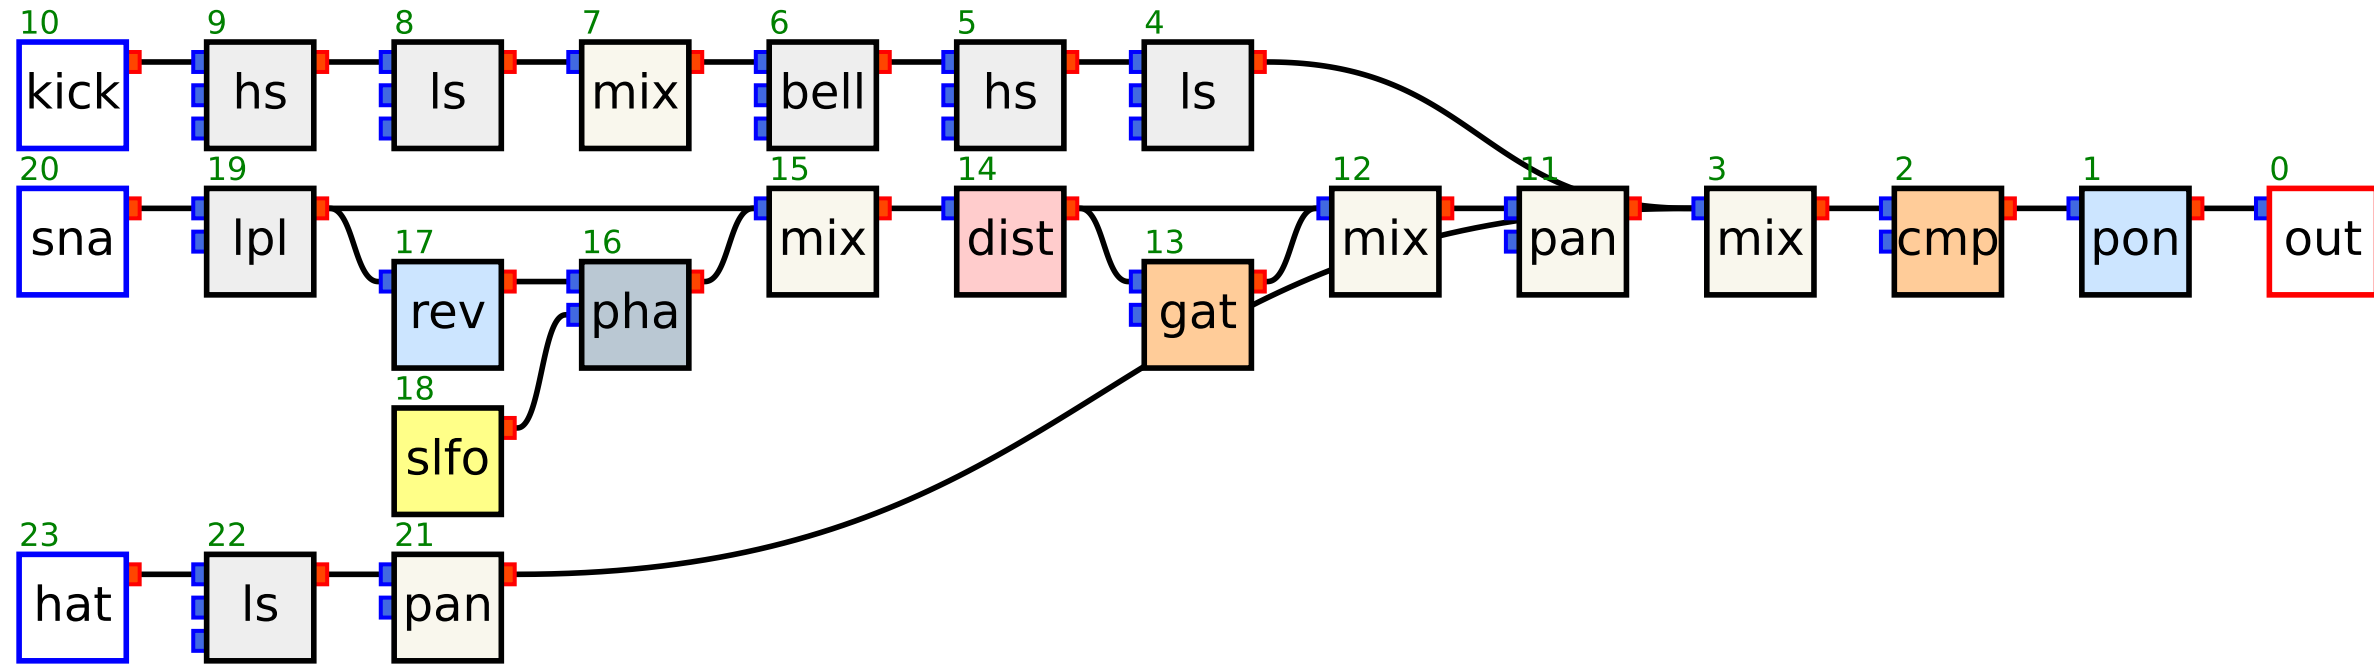 10 9 8 7 6 5 4
kick hs ls mix bell hs ls
20 19 15 14 12 11 3 2 1 0
sna lpl mix dist mix pan mix cmp pon out
17 16 13
rev pha gat
18
slfo
23 22 21
hat ls pan